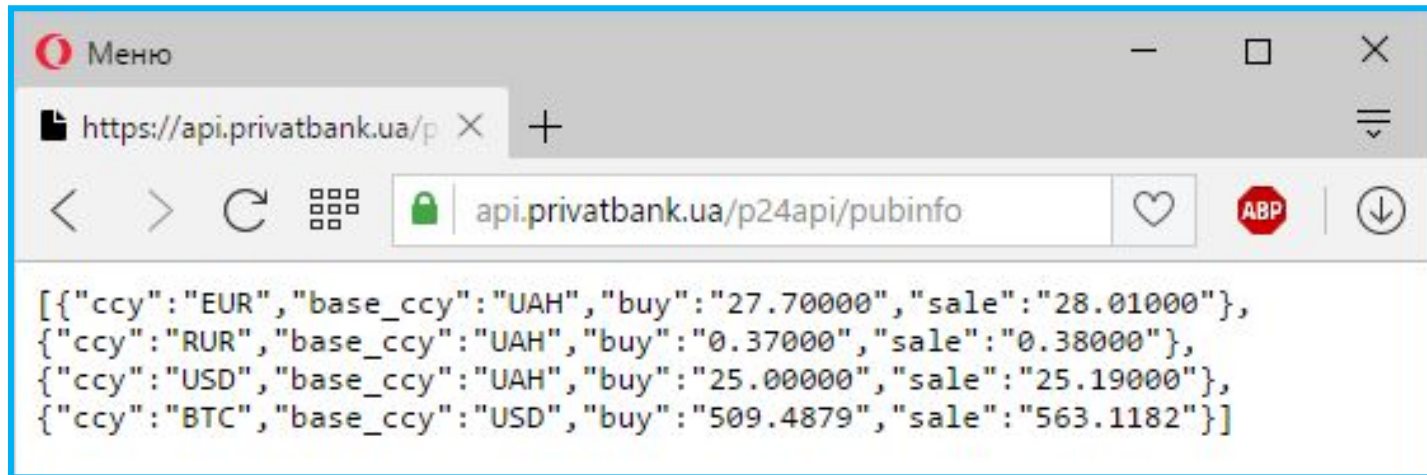 Меню
https://api.privatbank.ua/p
api.privatbank.ua/p24api/pubinfo
ABP
[{"ccy":"EUR","base_ccy":"UAH","buy":"27.70000","sale":"28.01000"},
{"ccy":"RUR","base_ccy":"UAH","buy":"0.37000","sale":"0.38000"},
{"ccy":"USD","base_ccy":"UAH","buy":"25.00000","sale":"25.19000"},
{"ccy":"BTC","base_ccy":"USD","buy":"509.4879","sale":"563.1182"}]